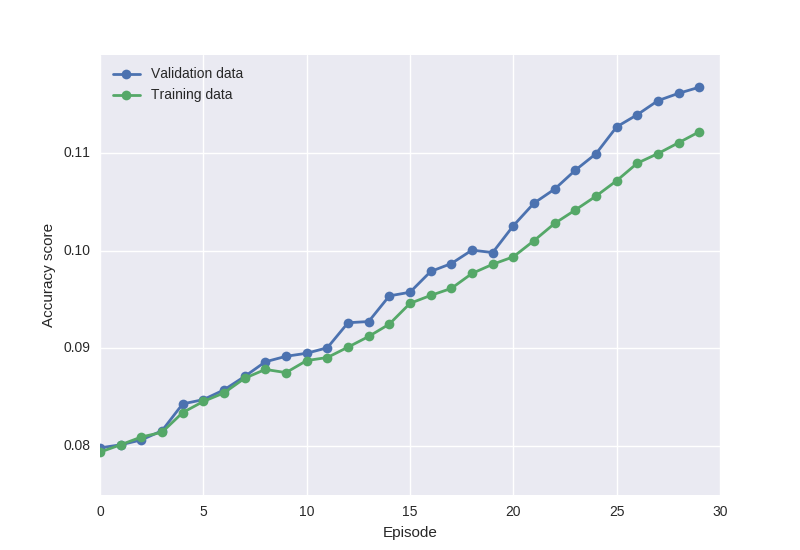 Validation data
Training data
0.11
0.10
0.09
0.08
Accuracy score
0 5 10 15 20 25 30
Episode